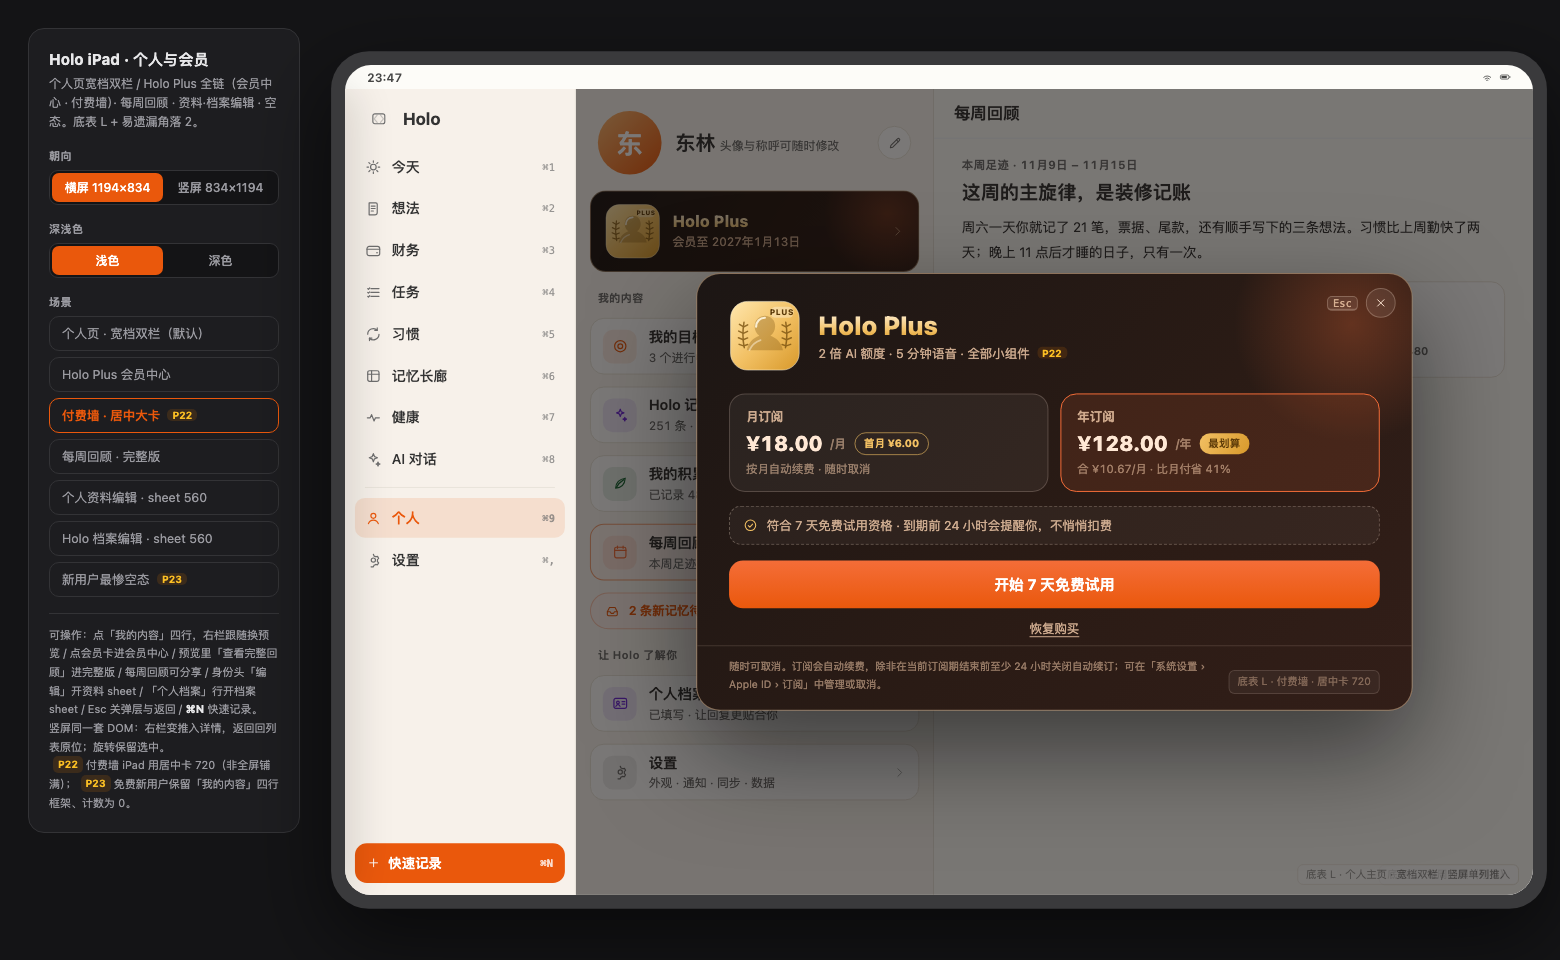 Holo iPad · 个人与会员
个人页宽档双栏 / Holo Plus 全链（会员中
心 · 付费墙）· 每周回顾 · 资料·档案编辑 · 空
态。底表 L + 易遗漏角落 2。
朝向
横屏 1194×834
竖屏 834×1194
深浅色
浅色
深色
场景
个人页 · 宽档双栏（默认）
Holo Plus 会员中心
付费墙 · 居中大卡 P22
每周回顾 · 完整版
个人资料编辑 · sheet 560
Holo 档案编辑 · sheet 560
新用户最惨空态 P23
可操作：点「我的内容」四行，右栏跟随换预
览 / 点会员卡进会员中心 / 预览里「查看完整回
顾」进完整版 / 每周回顾可分享 / 身份头「编
辑」开资料 sheet / 「个人档案」行开档案
sheet / Esc 关弹层与返回 / ⌘N 快速记录。
竖屏同一套 DOM：右栏变推入详情，返回回列
表原位；旋转保留选中。
P22 付费墙 iPad 用居中卡 720（非全屏铺
满）； P23 免费新用户保留「我的内容」四行
框架、计数为 0。
23:47
Holo
今天 ⌘1
想法 ⌘2
财务 ⌘3
任务 ⌘4
习惯 ⌘5
记忆长廊 ⌘6
健康 ⌘7
AI 对话 ⌘8
个人 ⌘9
设置 ⌘,
+ 快速记录 ⌘N
东
东林 头像与称呼可随时修改
PLUS
Holo Plus
会员至 2027年1月13日
我的内容
我的目
3 个进行
Holo 记
251 条 ·
我的积
已记录 4
每周回
本周足迹
2 条新记忆
让 Holo 了解你
个人档
已填写 · 让回复更贴合你
设置
外观 · 通知 · 同步 · 数据
每周回顾
本周足迹 · 11月9日 – 11月15日
这周的主旋律，是装修记账
周六一天你就记了 21 笔，票据、尾款，还有顺手写下的三条想法。习惯比上周勤快了两
天；晚上 11 点后才睡的日子，只有一次。
80
PLUS
Holo Plus
2 倍 AI 额度 · 5 分钟语音 · 全部小组件 P22
Esc
月订阅
¥18.00 /月 首月 ¥6.00
按月自动续费 · 随时取消
年订阅
¥128.00 /年 最划算
合 ¥10.67/月 · 比月付省 41%
符合 7 天免费试用资格 · 到期前 24 小时会提醒你，不悄悄扣费
开始 7 天免费试用
恢复购买
随时可取消。订阅会自动续费，除非在当前订阅期结束前至少 24 小时关闭自动续订；可在「系统设置 ›
Apple ID › 订阅」中管理或取消。
底表 L · 付费墙 · 居中卡 720
底表 L · 个人主页 · 宽档双栏 / 竖屏单列推入